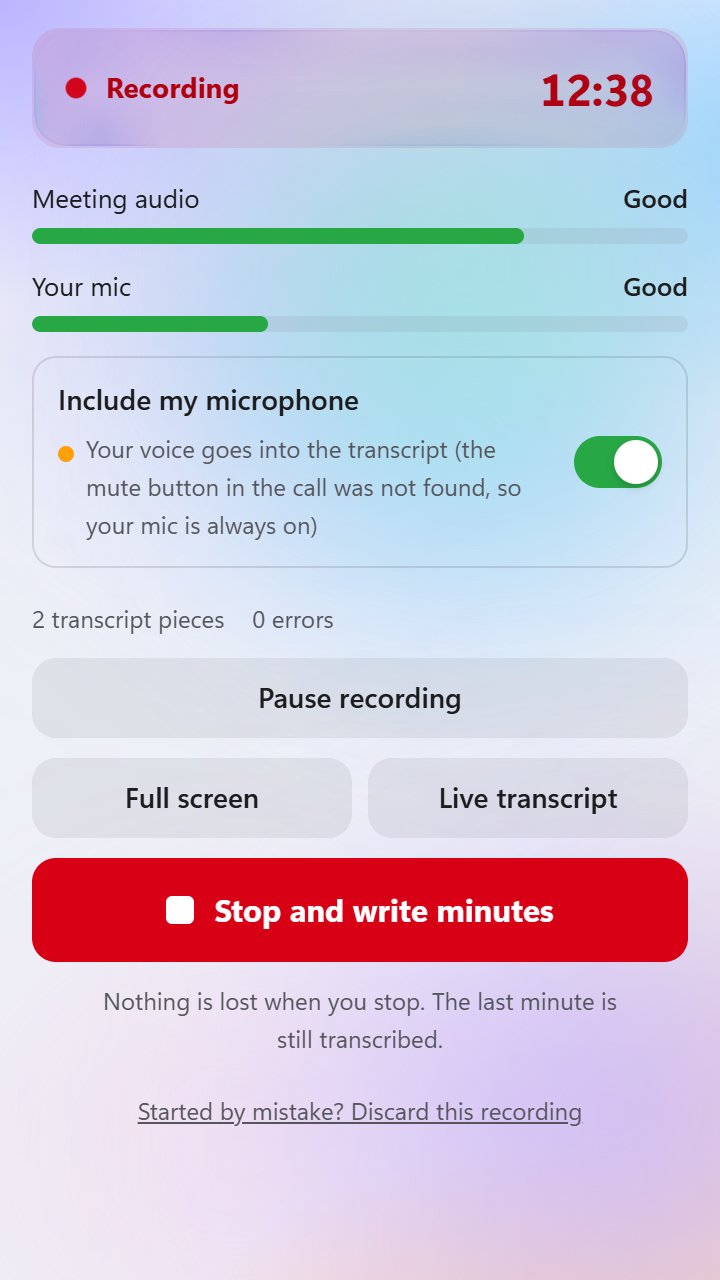 Recording 12:38
Meeting audio Good
Your mic Good
Include my microphone
Your voice goes into the transcript (the
mute button in the call was not found, so
your mic is always on)
2 transcript pieces 0 errors
Pause recording
Full screen Live transcript
Stop and write minutes
Nothing is lost when you stop. The last minute is
still transcribed.
Started by mistake? Discard this recording